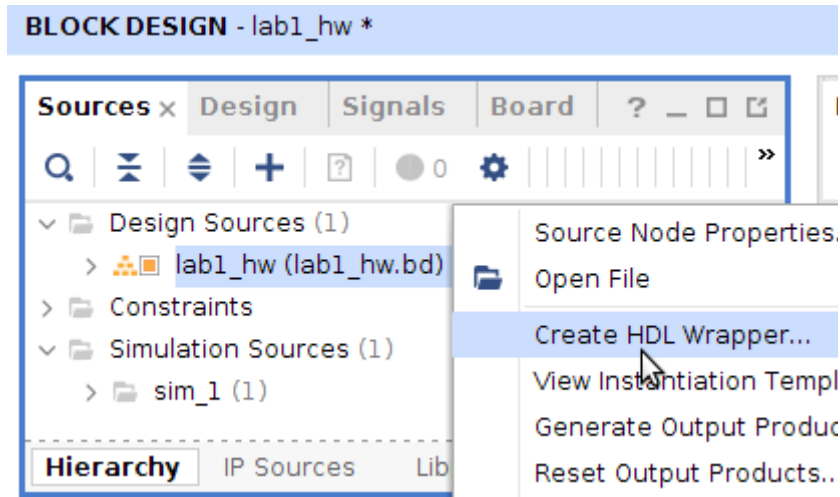 BLOCK DESIGN - lab1_hw *
Sources × Design Signals Board ? _
0 »
Design Sources (1)
lab1_hw (lab1_hw.bd)
Constraints
Simulation Sources (1)
sim_1 (1)
Hierarchy IP Sources Lib
Source Node Properties.
Open File
Create HDL Wrapper...
View Instantiation Templ
Generate Output Produc
Reset Output Products..